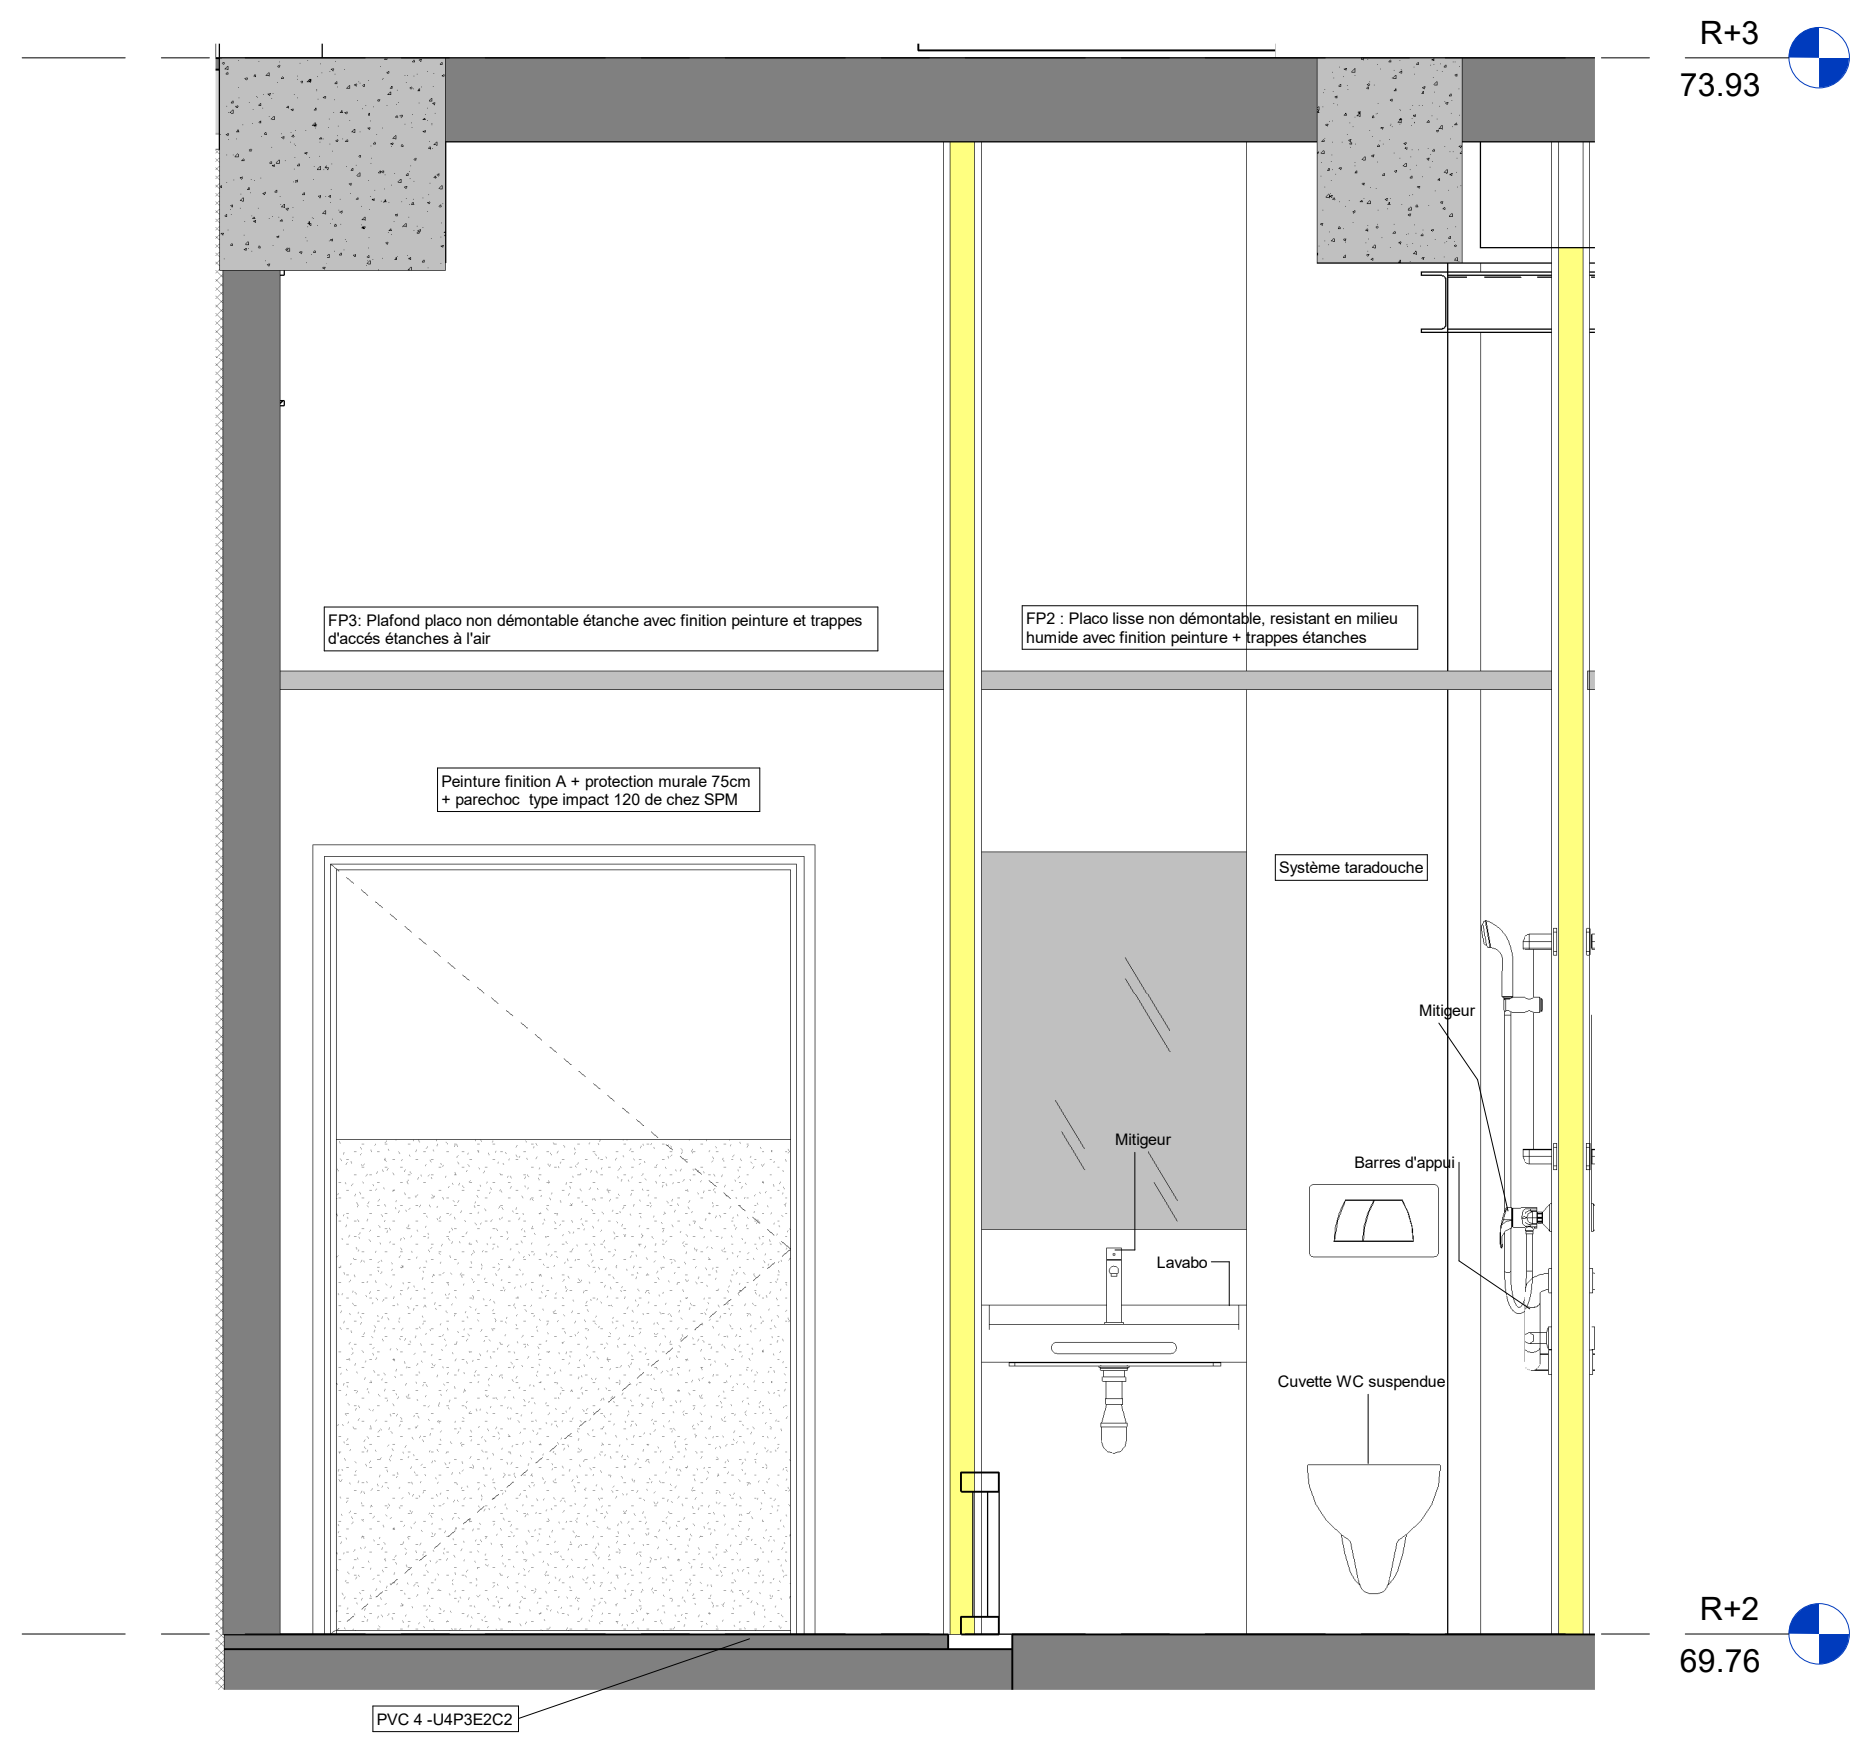 R+3
73.93
FP3: Plafond placo non démontable étanche avec finition peinture et trappes
d'accés étanches à l'air
FP2 : Placo lisse non démontable, resistant en milieu
humide avec finition peinture + trappes étanches
Peinture finition A + protection murale 75cm
+ parechoc  type impact 120 de chez SPM
Système taradouche
Mitigeur
Mitigeur
Barres d'appui
Lavabo
Cuvette WC suspendue
R+2
69.76
PVC 4 -U4P3E2C2